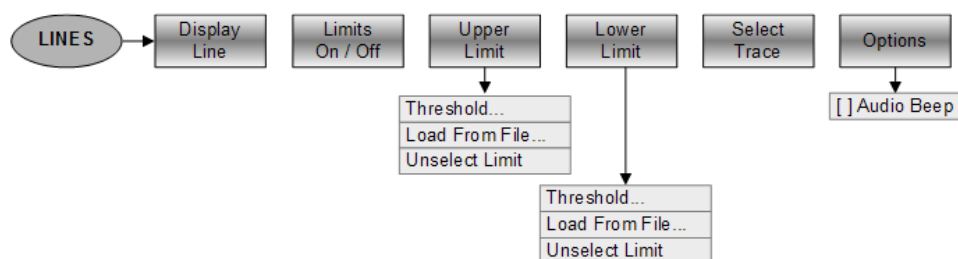 LINES
Display
Line
Limits
On / Off
Upper
Limit
Lower
Limit
Select
Trace
Options
Threshold...
Load From File...
Unselect Limit
Threshold...
Load From File...
Unselect Limit
[ ] Audio Beep